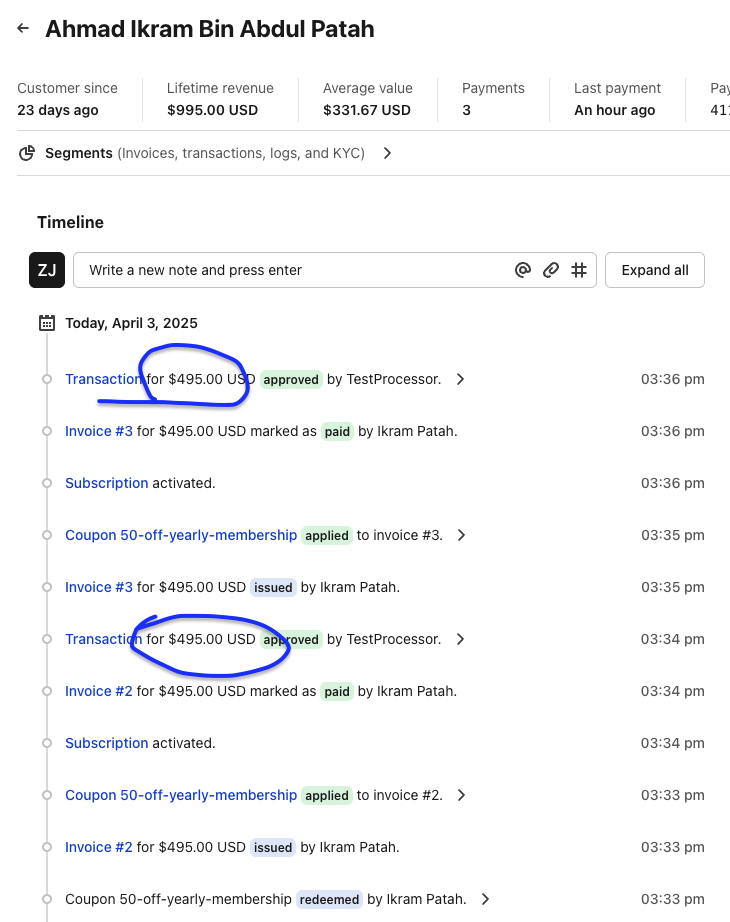 ← Ahmad Ikram Bin Abdul Patah
Customer since Lifetime revenue Average value Payments Last payment
23 days ago $995.00 USD $331.67 USD 3 An hour ago
Segments (Invoices, transactions, logs, and KYC)
Timeline
ZJ Write a new note and press enter @ # Expand all
Today, April 3, 2025
Transaction for $495.00 USD approved by TestProcessor. 03:36 pm
Invoice #3 for $495.00 USD marked as paid by Ikram Patah. 03:36 pm
Subscription activated. 03:36 pm
Coupon 50-off-yearly-membership applied to invoice #3. 03:35 pm
Invoice #3 for $495.00 USD issued by Ikram Patah. 03:35 pm
Transaction for $495.00 USD approved by TestProcessor. 03:34 pm
Invoice #2 for $495.00 USD marked as paid by Ikram Patah. 03:34 pm
Subscription activated. 03:34 pm
Coupon 50-off-yearly-membership applied to invoice #2. 03:33 pm
Invoice #2 for $495.00 USD issued by Ikram Patah. 03:33 pm
Coupon 50-off-yearly-membership redeemed by Ikram Patah. 03:33 pm